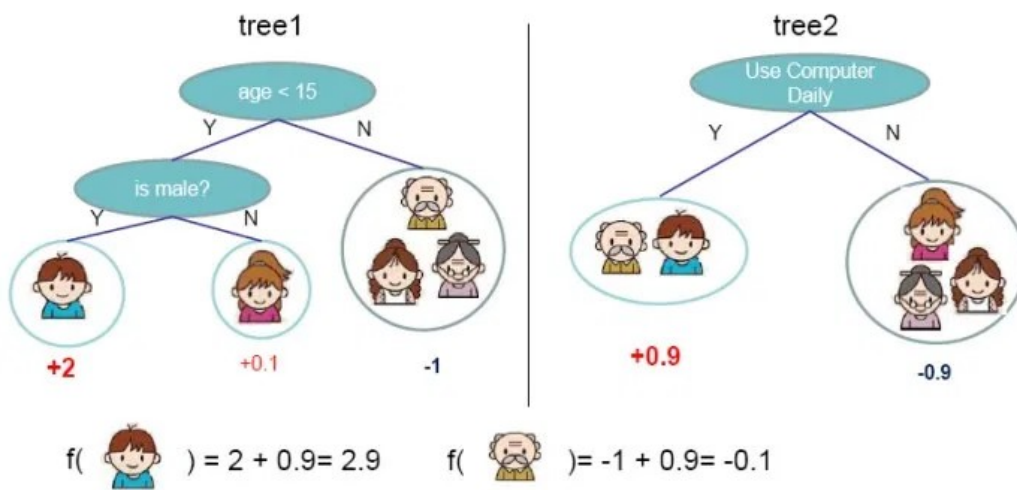 tree1
age < 15
Y
N
is male?
Y
N
+2
+0.1
-1
tree2
Use Computer
Daily
Y
N
+0.9
-0.9
f( ) = 2 + 0.9= 2.9
f( )= -1 + 0.9= -0.1